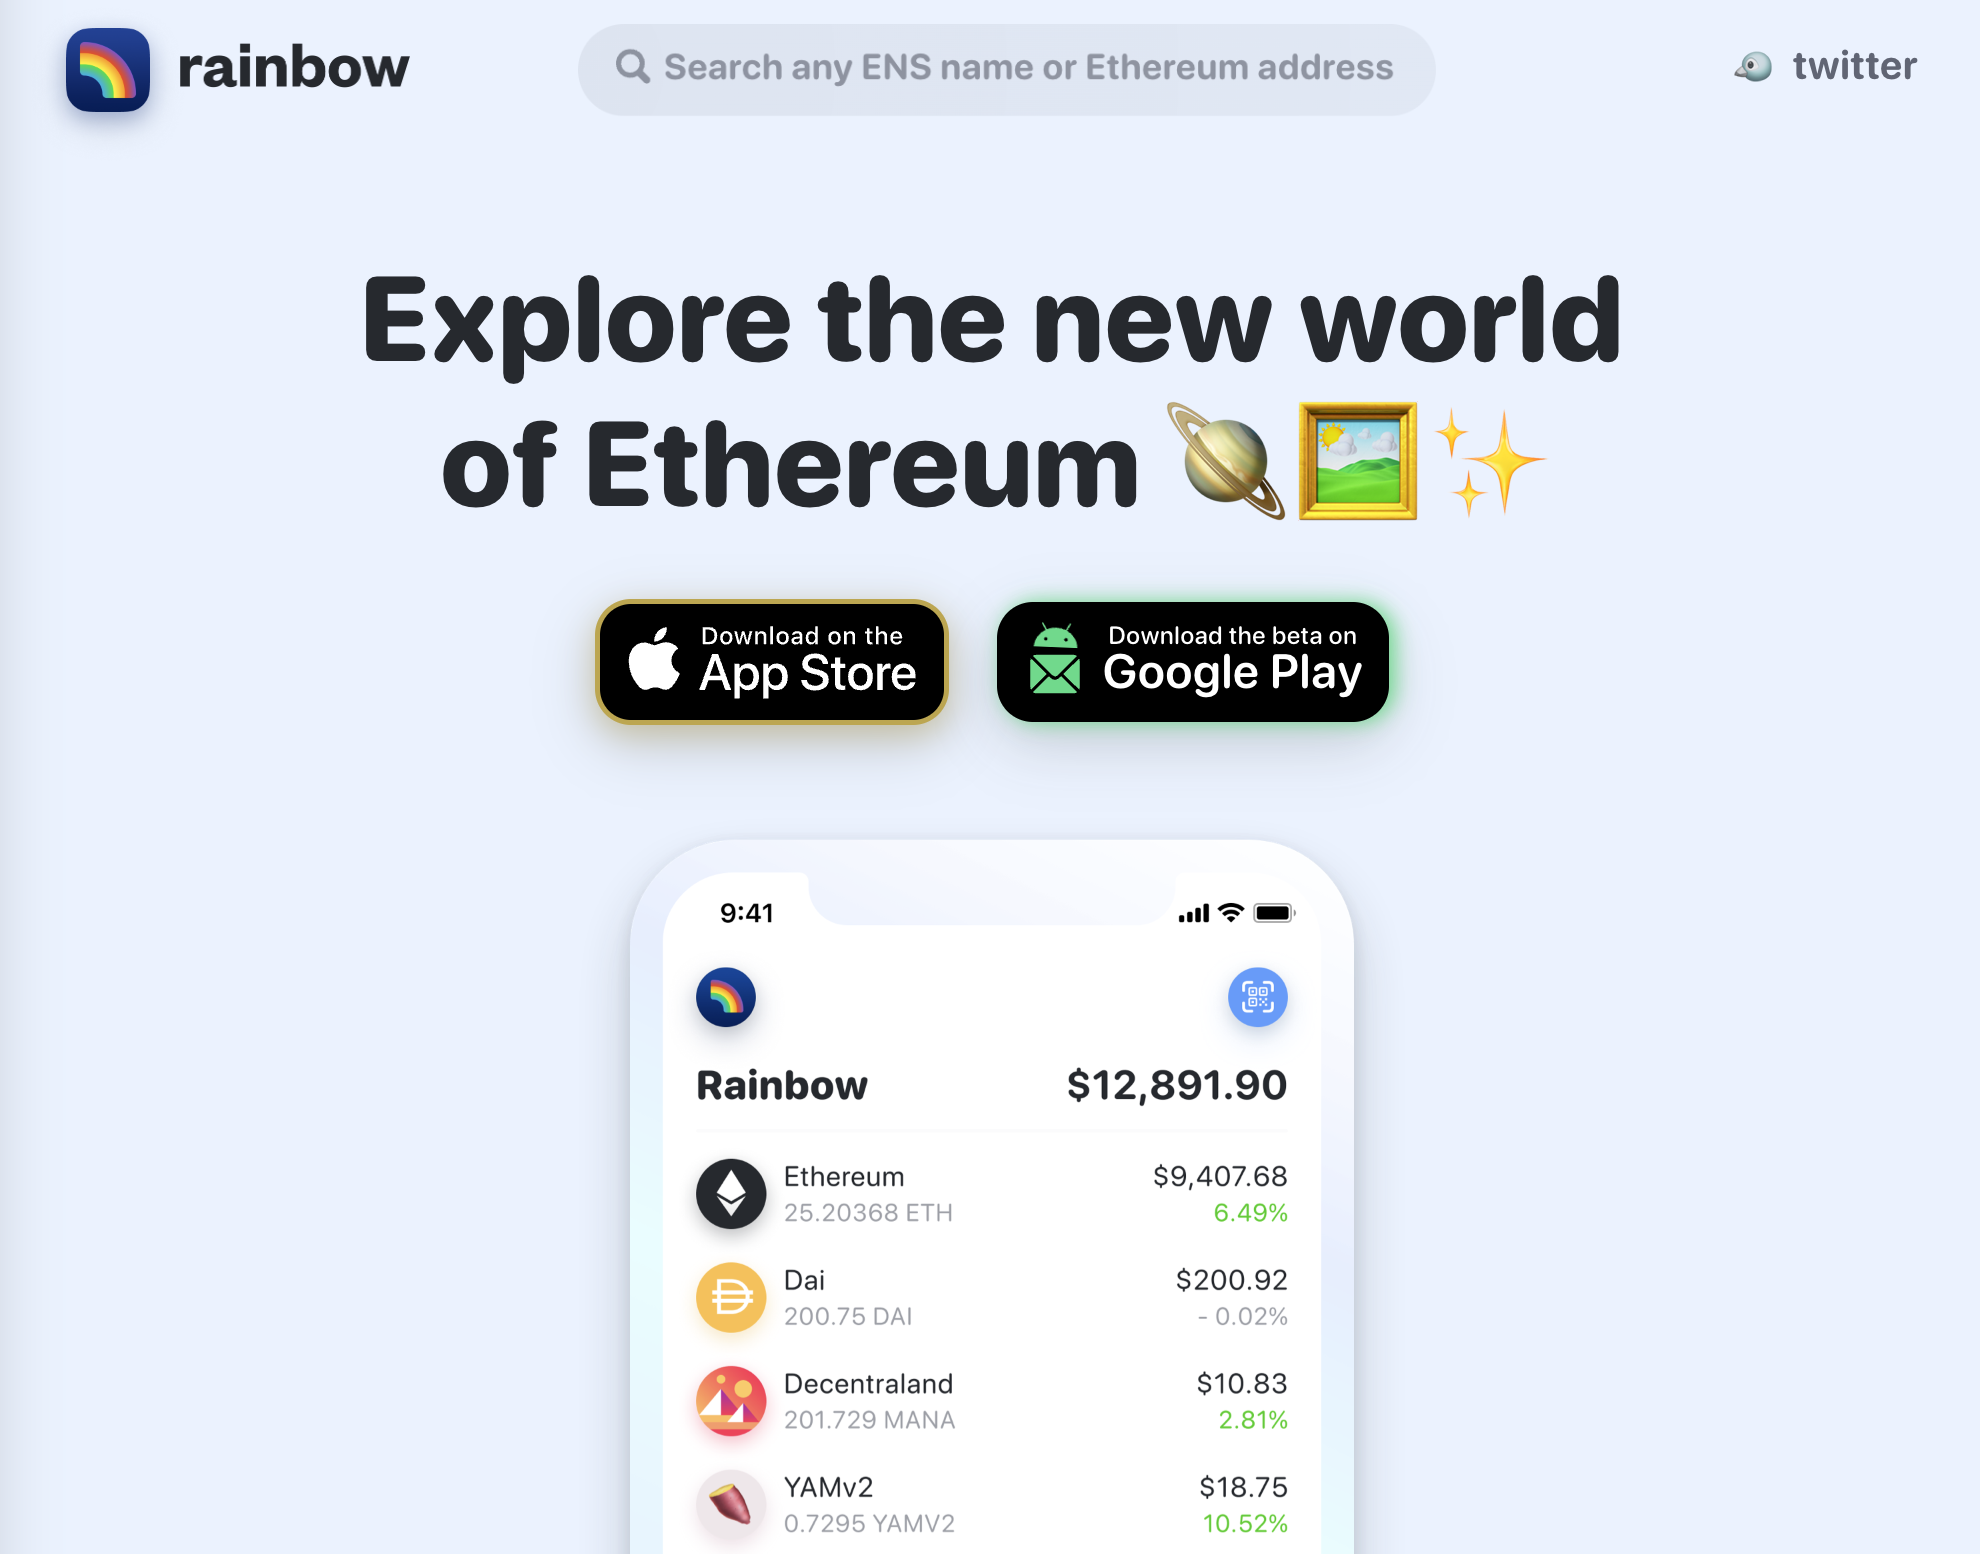 rainbow
Search any ENS name or Ethereum address
twitter
Explore the new world
of Ethereum
Download on the
App Store
Download the beta on
Google Play
9:41
Rainbow
$12,891.90
Ethereum
$9,407.68
25.20368 ETH
6.49%
Dai
$200.92
200.75 DAI
- 0.02%
Decentraland
$10.83
201.729 MANA
2.81%
YAMv2
$18.75
0.7295 YAMV2
10.52%